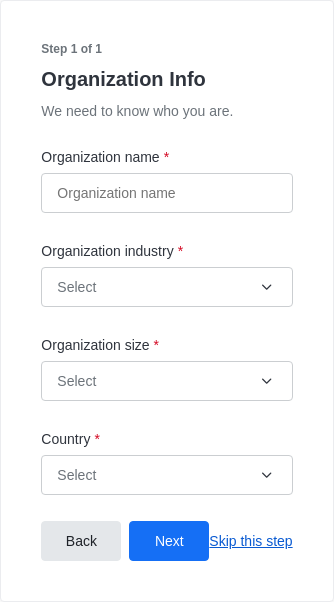 Step 1 of 1
Organization Info
We need to know who you are.
Organization name *
Organization name
Organization industry *
Select
Organization size *
Select
Country *
Select
Back Next Skip this step